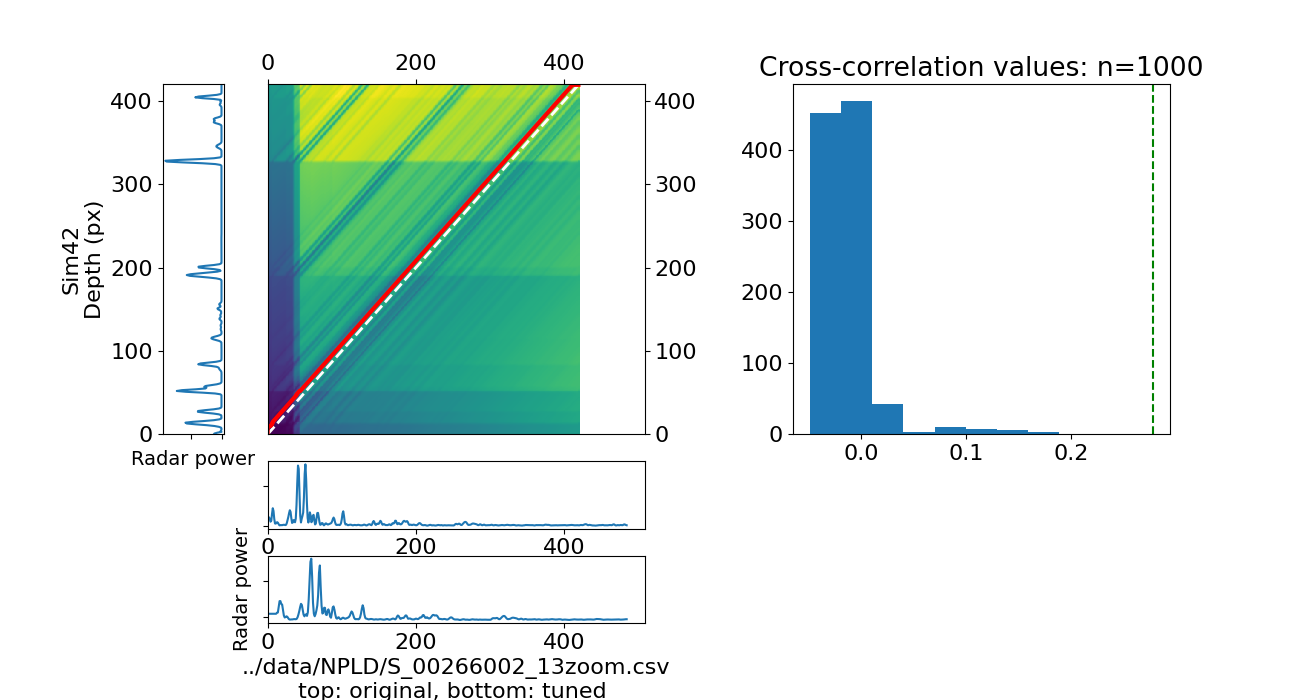 Cross-correlation values: n=1000
0 200 400
400
300
200
100
0
Sim42
Depth (px)
Radar power
400
300
200
100
0
400
300
200
100
0
0.0 0.1 0.2
0 200 400
Radar power
0 200 400
../data/NPLD/S_00266002_13zoom.csv
top: original, bottom: tuned